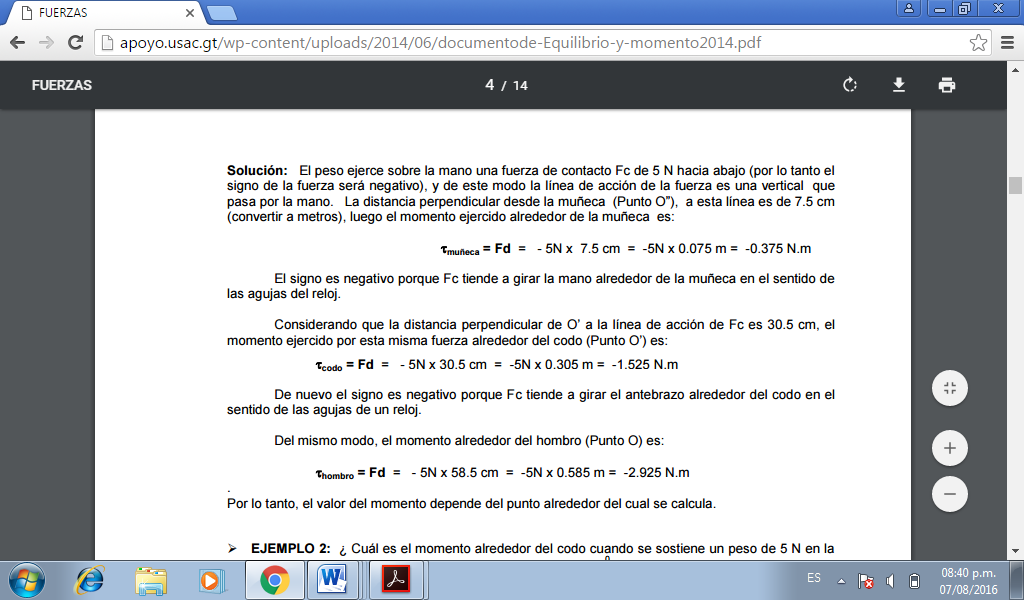 FUERZAS
apoyo.usac.gt/wp-content/uploads/2014/06/documentode-Equilibrio-y-momento2014.pdf
FUERZAS 4 / 14
Solución: El peso ejerce sobre la mano una fuerza de contacto Fc de 5 N hacia abajo (por lo tanto el
signo de la fuerza será negativo), y de este modo la línea de acción de la fuerza es una vertical que
pasa por la mano. La distancia perpendicular desde la muñeca (Punto O”), a esta línea es de 7.5 cm
(convertir a metros), luego el momento ejercido alrededor de la muñeca es:
τmuñeca = Fd = - 5N x 7.5 cm = -5N x 0.075 m = -0.375 N.m
El signo es negativo porque Fc tiende a girar la mano alrededor de la muñeca en el sentido de
las agujas del reloj.
Considerando que la distancia perpendicular de O’ a la línea de acción de Fc es 30.5 cm, el
momento ejercido por esta misma fuerza alrededor del codo (Punto O’) es:
τcodo = Fd = - 5N x 30.5 cm = -5N x 0.305 m = -1.525 N.m
De nuevo el signo es negativo porque Fc tiende a girar el antebrazo alrededor del codo en el
sentido de las agujas de un reloj.
Del mismo modo, el momento alrededor del hombro (Punto O) es:
τhombro = Fd = - 5N x 58.5 cm = -5N x 0.585 m = -2.925 N.m
.
Por lo tanto, el valor del momento depende del punto alrededor del cual se calcula.
➢ EJEMPLO 2: ¿ Cuál es el momento alrededor del codo cuando se sostiene un peso de 5 N en la
ES
08:40 p.m.
07/08/2016